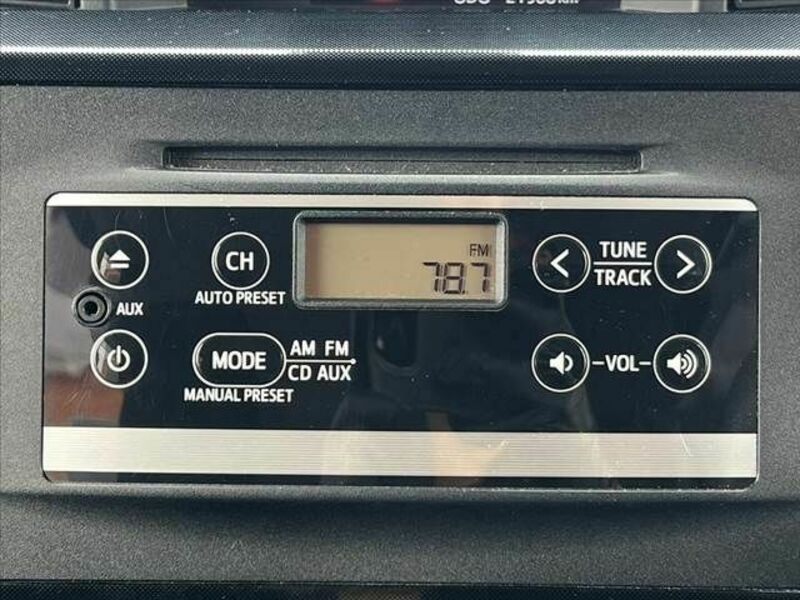 CH
AUTO PRESET
FM
78.7
TUNE
TRACK
AUX
MODE
AM FM
CD AUX
MANUAL PRESET
VOL